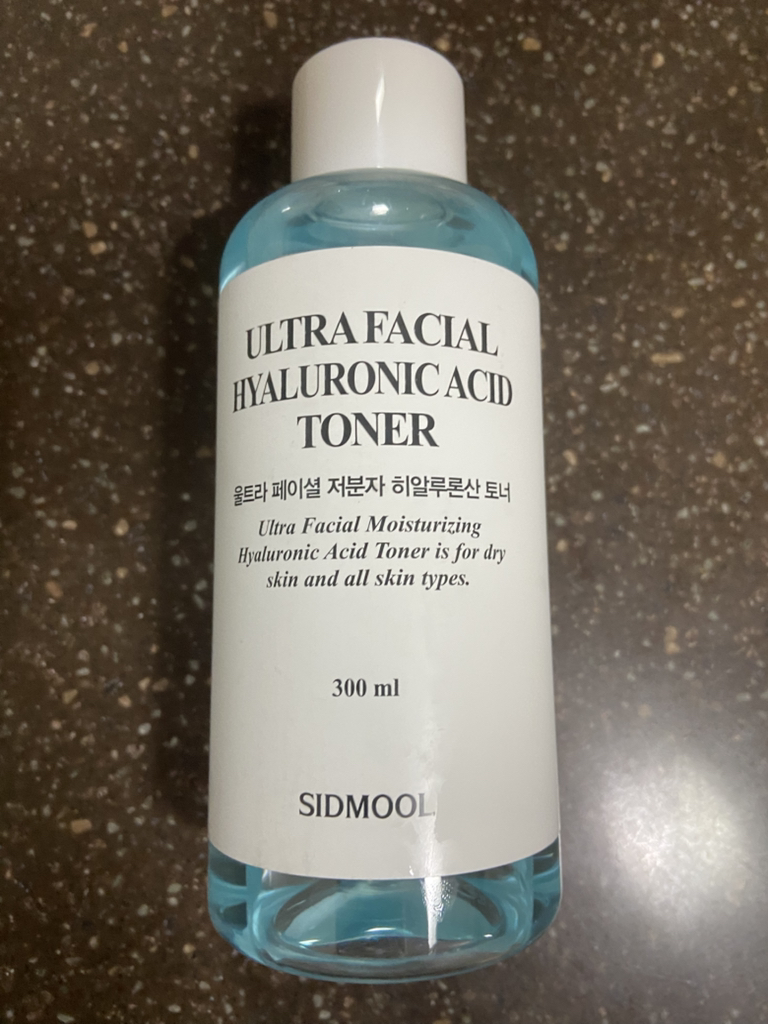 ULTRA FACIAL
HYALURONIC ACID
TONER
울트라 페이셜 저분자 히알루론산 토너
Ultra Facial Moisturizing
Hyaluronic Acid Toner is for dry
skin and all skin types.
300 ml
SIDMOOL